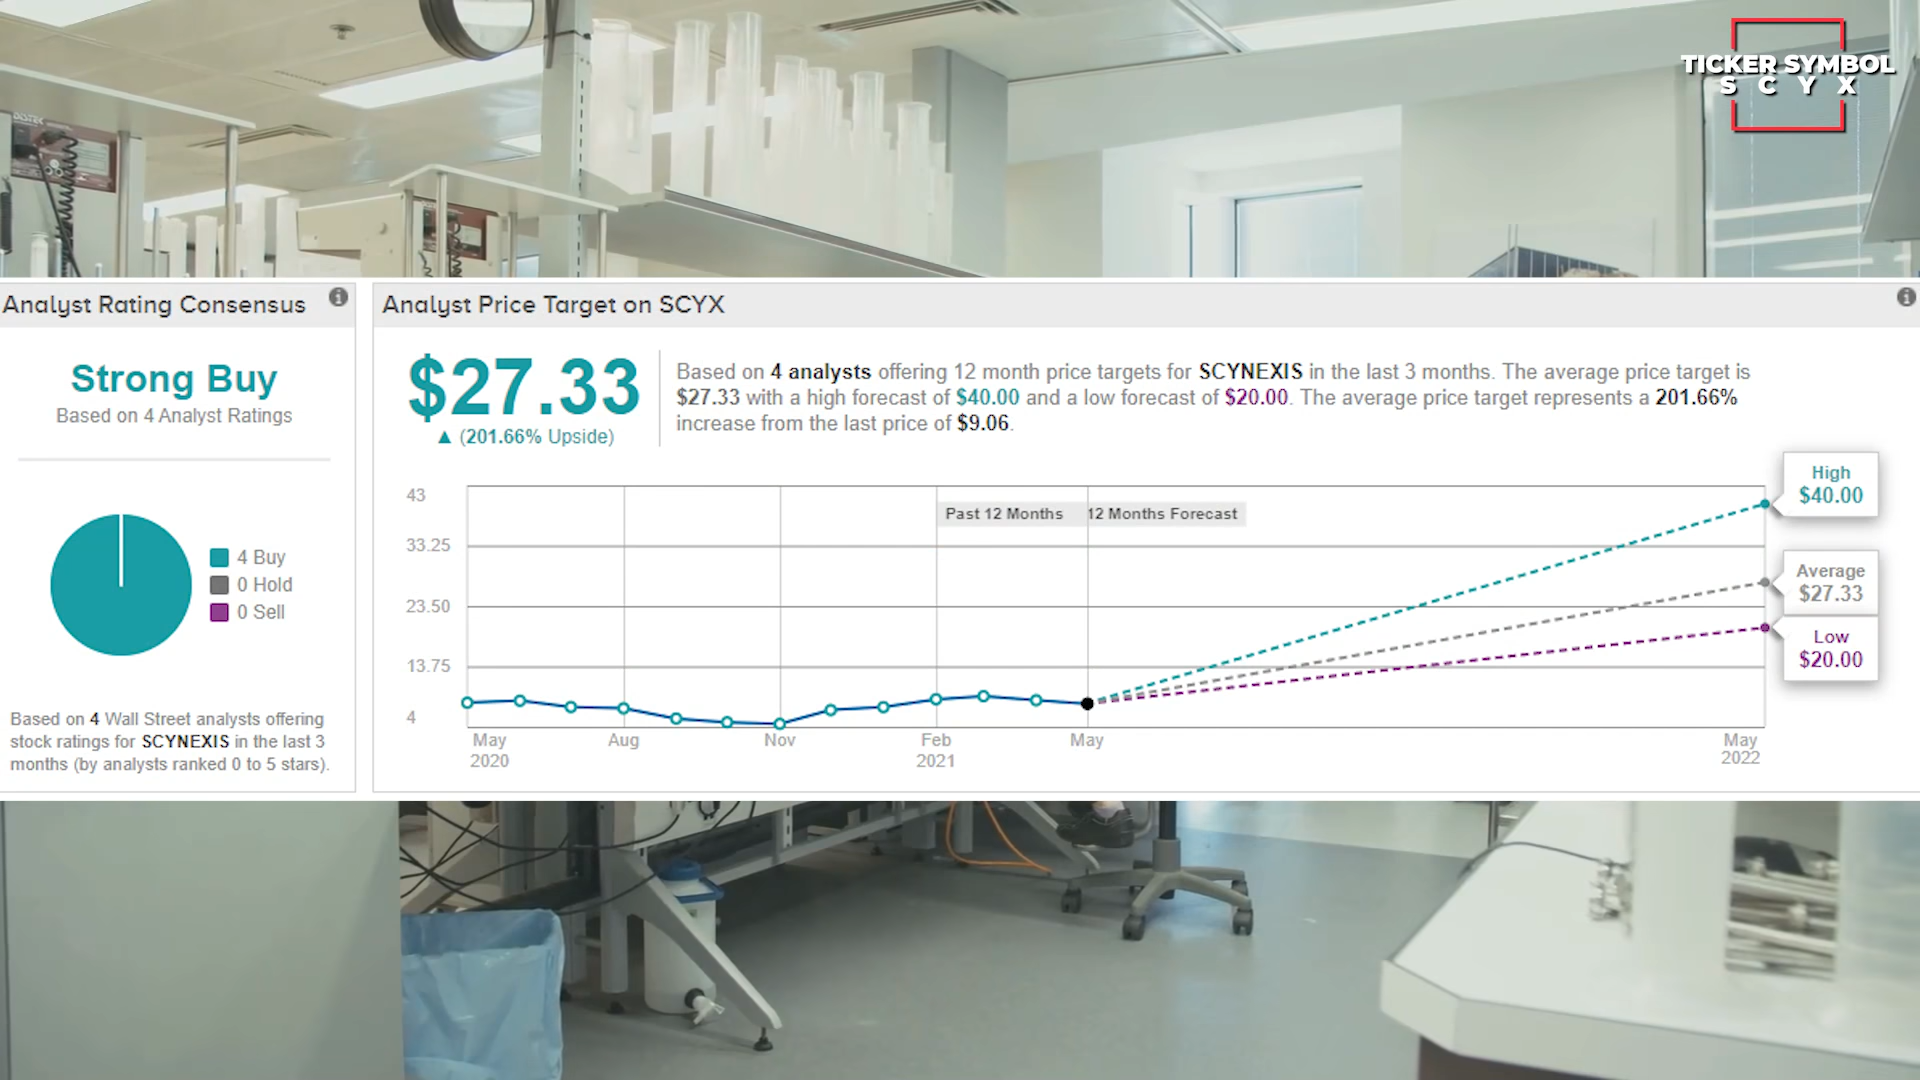 TICKER SYMBOL
SCYX
Analyst Rating Consensus
Strong Buy
Based on 4 Analyst Ratings
4 Buy
0 Hold
0 Sell
Based on 4 Wall Street analysts offering
stock ratings for SCYNEXIS in the last 3
months (by analysts ranked 0 to 5 stars).
Analyst Price Target on SCYX
$27.33
▲ (201.66% Upside)
Based on 4 analysts offering 12 month price targets for SCYNEXIS in the last 3 months. The average price target is
$27.33 with a high forecast of $40.00 and a low forecast of $20.00. The average price target represents a 201.66%
increase from the last price of $9.06.
43
33.25
23.50
13.75
4
Past 12 Months
12 Months Forecast
High
$40.00
Average
$27.33
Low
$20.00
May
2020
Aug
Nov
Feb
2021
May
May
2022